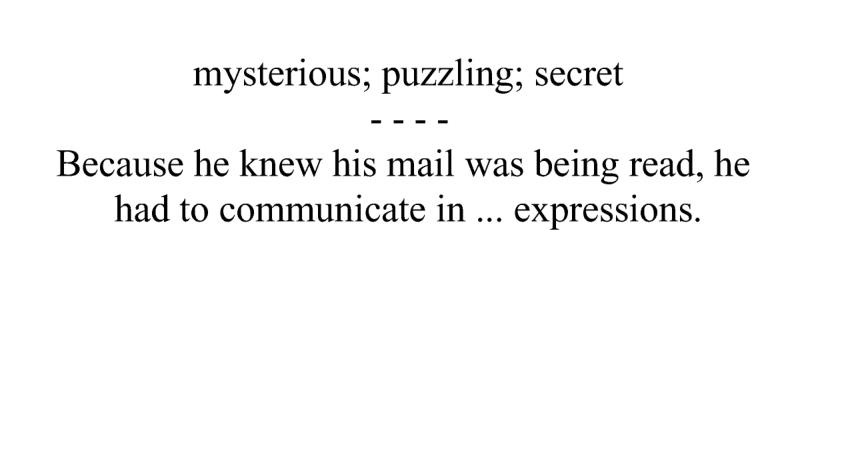 mysterious; puzzling; secret
- - - -
Because he knew his mail was being read, he
had to communicate in ... expressions.